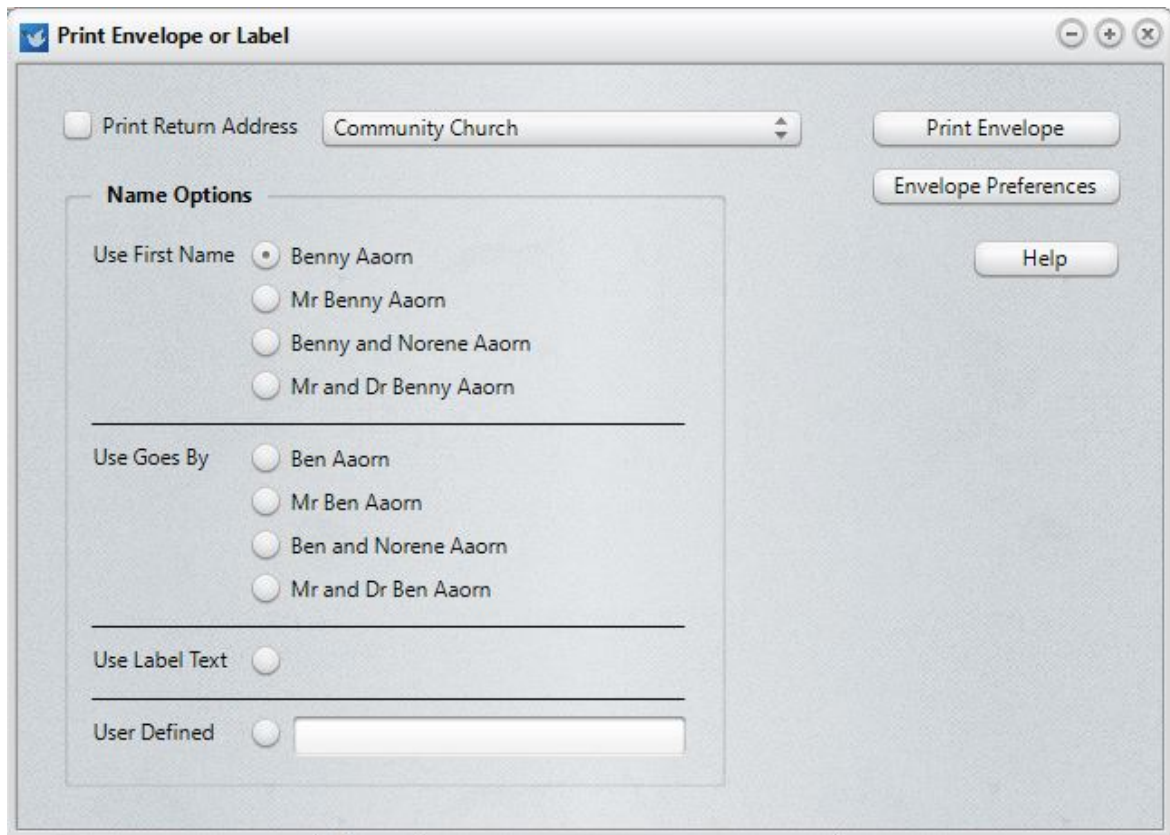 Print Envelope or Label
Print Return Address Community Church Print Envelope
Envelope Preferences
Name Options
Use First Name Benny Aaorn Help
Mr Benny Aaorn
Benny and Norene Aaorn
Mr and Dr Benny Aaorn
Use Goes By Ben Aaorn
Mr Ben Aaorn
Ben and Norene Aaorn
Mr and Dr Ben Aaorn
Use Label Text
User Defined